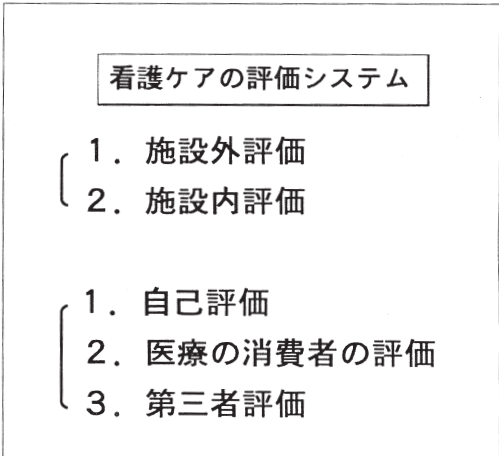 看護ケアの評価システム
1．施設外評価
2．施設内評価
1．自己評価
2．医療の消費者の評価
3．第三者評価